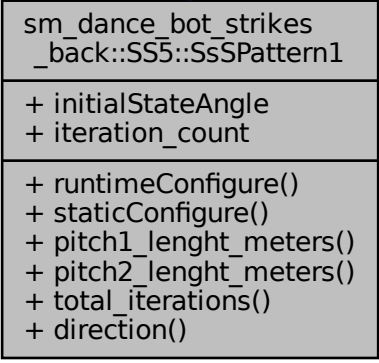 sm_dance_bot_strikes
_back::SS5::SsSPattern1
+ initialStateAngle
+ iteration_count
+ runtimeConfigure()
+ staticConfigure()
+ pitch1_lenght_meters()
+ pitch2_lenght_meters()
+ total_iterations()
+ direction()